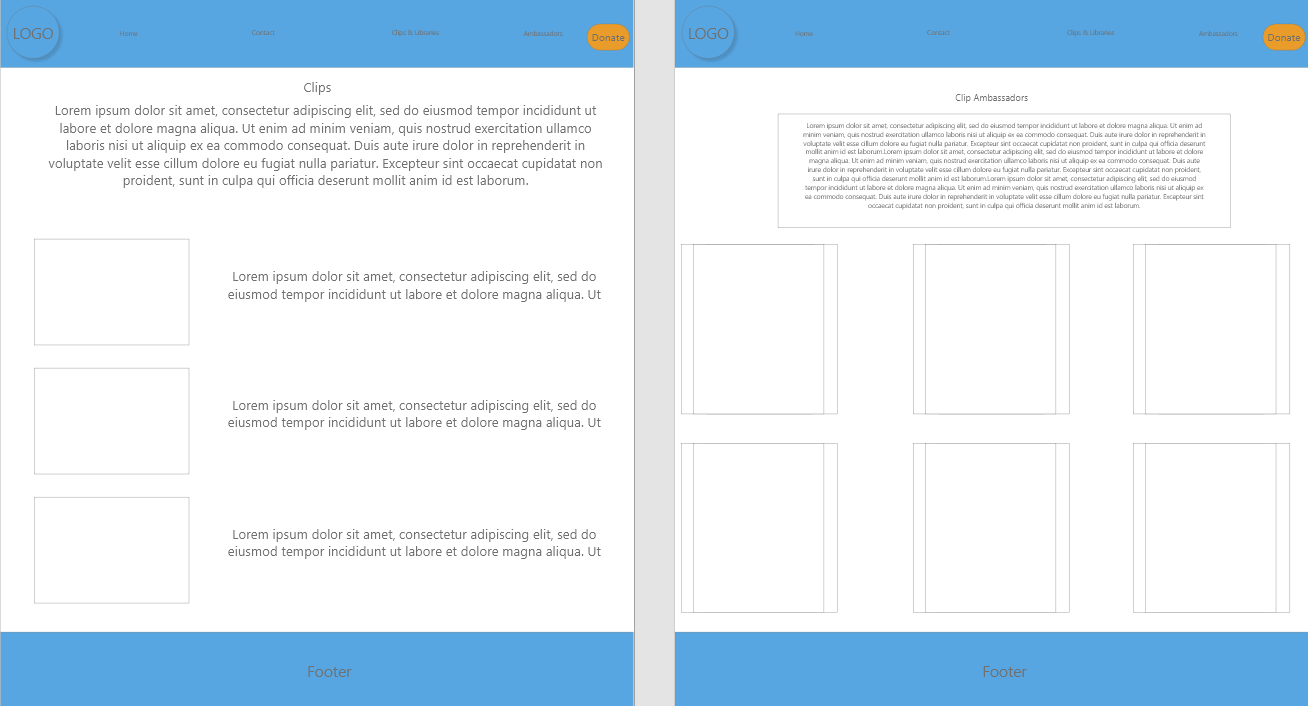 LOGO
Home
Contact
Clips & Libraries
Ambassadors
Donate
Clips
Lorem ipsum dolor sit amet, consectetur adipiscing elit, sed do eiusmod tempor incididunt ut
labore et dolore magna aliqua. Ut enim ad minim veniam, quis nostrud exercitation ullamco
laboris nisi ut aliquip ex ea commodo consequat. Duis aute irure dolor in reprehenderit in
voluptate velit esse cillum dolore eu fugiat nulla pariatur. Excepteur sint occaecat cupidatat non
proident, sunt in culpa qui officia deserunt mollit anim id est laborum.
Lorem ipsum dolor sit amet, consectetur adipiscing elit, sed do
eiusmod tempor incididunt ut labore et dolore magna aliqua. Ut
Lorem ipsum dolor sit amet, consectetur adipiscing elit, sed do
eiusmod tempor incididunt ut labore et dolore magna aliqua. Ut
Lorem ipsum dolor sit amet, consectetur adipiscing elit, sed do
eiusmod tempor incididunt ut labore et dolore magna aliqua. Ut
Footer
LOGO
Home
Contact
Clips & Libraries
Ambassadors
Donate
Clip Ambassadors
Lorem ipsum dolor sit amet, consectetur adipiscing elit, sed do eiusmod tempor incididunt ut labore et dolore magna aliqua. Ut enim ad
minim veniam, quis nostrud exercitation ullamco laboris nisi ut aliquip ex ea commodo consequat. Duis aute irure dolor in reprehenderit in
voluptate velit esse cillum dolore eu fugiat nulla pariatur. Excepteur sint occaecat cupidatat non proident, sunt in culpa qui officia deserunt
mollit anim id est laborum.Lorem ipsum dolor sit amet, consectetur adipiscing elit, sed do eiusmod tempor incididunt ut labore et dolore
magna aliqua. Ut enim ad minim veniam, quis nostrud exercitation ullamco laboris nisi ut aliquip ex ea commodo consequat. Duis aute
irure dolor in reprehenderit in voluptate velit esse cillum dolore eu fugiat nulla pariatur. Excepteur sint occaecat cupidatat non proident,
sunt in culpa qui officia deserunt mollit anim id est laborum.Lorem ipsum dolor sit amet, consectetur adipiscing elit, sed do eiusmod
tempor incididunt ut labore et dolore magna aliqua. Ut enim ad minim veniam, quis nostrud exercitation ullamco laboris nisi ut aliquip ex
ea commodo consequat. Duis aute irure dolor in reprehenderit in voluptate velit esse cillum dolore eu fugiat nulla pariatur. Excepteur sint
occaecat cupidatat non proident, sunt in culpa qui officia deserunt mollit anim id est laborum.
Footer